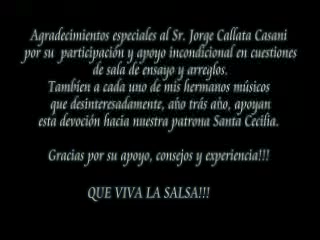 Agradecimientos especiales al Sr. Jorge Callata Casani
por su participación y apoyo incondicional en cuestiones
de sala de ensayo y arreglos.
Tambien a cada uno de mis hermanos músicos
que desinteresadamente, año trás año, apoyan
esta devoción hacia nuestra patrona Santa Cecilia.
Gracias por su apoyo, consejos y experiencia!!!
QUE VIVA LA SALSA!!!